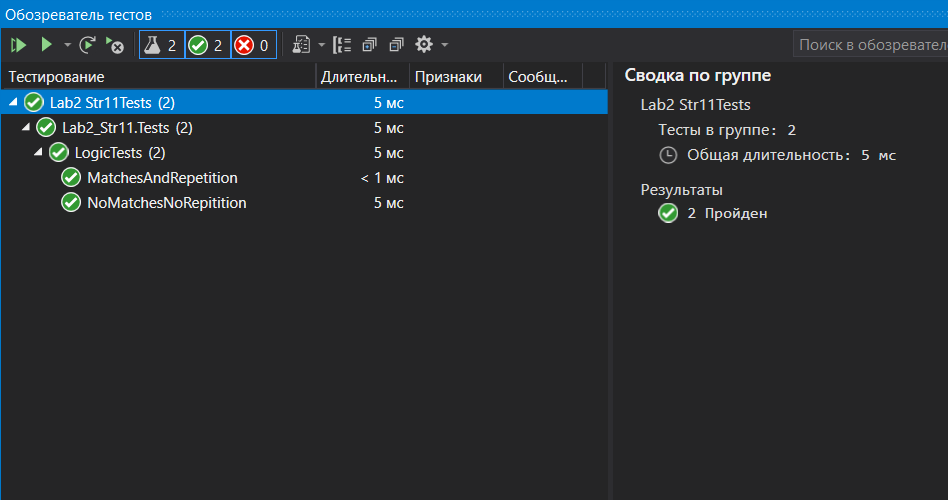 Обозреватель тестов
2 2 0
Поиск в обозревател
Тестирование Длительн... Признаки Сообщ...
Lab2 Str11Tests (2) 5 мс
Lab2_Str11.Tests (2) 5 мс
LogicTests (2) 5 мс
MatchesAndRepetition < 1 мс
NoMatchesNoRepitition 5 мс
Сводка по группе
Lab2 Str11Tests
Тесты в группе: 2
Общая длительность: 5 мс
Результаты
2 Пройден